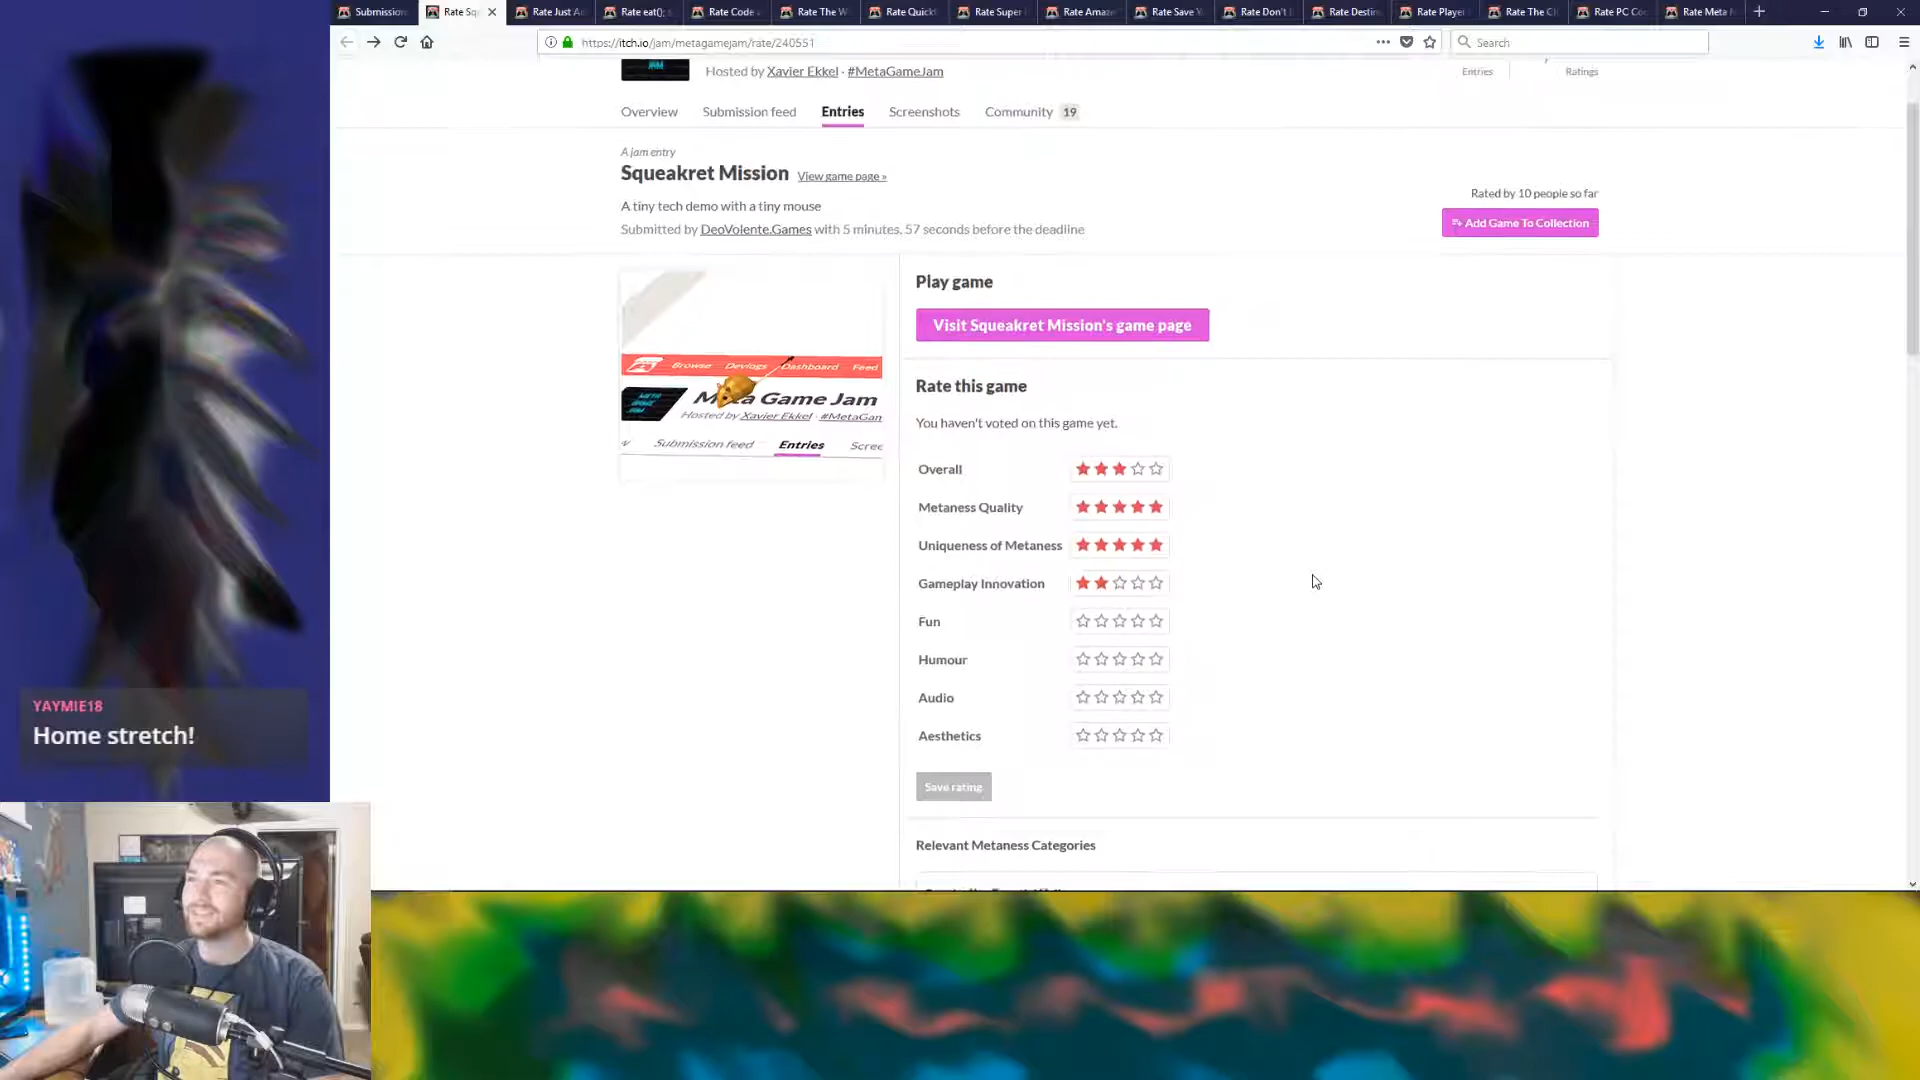 Submission
Rate Sq
Rate Just A
Rate eat();
Rate Code
Rate The W
Rate Quick
Rate Super
Rate Amaze
Rate Save Y
Rate Don't
Rate Destin
Rate Player
Rate The Cl
Rate PC Co
Rate Meta
https://itch.io/jam/metagamejam/rate/240551
Search
JAM
Hosted by Xavier Ekkel · #MetaGameJam
Entries
Ratings
Overview
Submission feed
Entries
Screenshots
Community 19
A jam entry
Squeakret Mission View game page »
A tiny tech demo with a tiny mouse
Submitted by DeoVolente.Games with 5 minutes, 57 seconds before the deadline
Rated by 10 people so far
Add Game To Collection
Browse Devlogs Dashboard Feed
Meta Game Jam
Hosted by Xavier Ekkel · #MetaGam
w Submission feed Entries Scree
Play game
Visit Squeakret Mission's game page
Rate this game
You haven't voted on this game yet.
Overall
Metaness Quality
Uniqueness of Metaness
Gameplay Innovation
Fun
Humour
Audio
Aesthetics
Save rating
Relevant Metaness Categories
YAYMIE18
Home stretch!